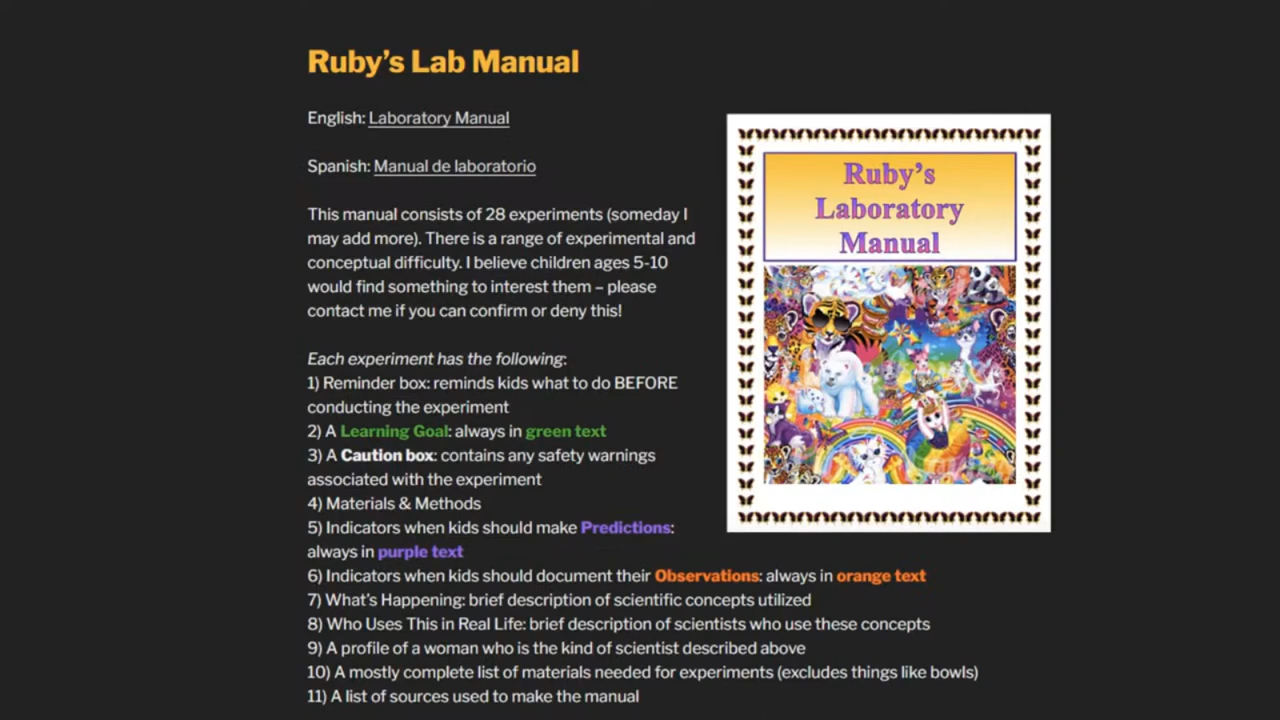 Ruby's Lab Manual
English: Laboratory Manual
Spanish: Manual de laboratorio
This manual consists of 28 experiments (someday I
may add more). There is a range of experimental and
conceptual difficulty. I believe children ages 5-10
would find something to interest them – please
contact me if you can confirm or deny this!
Each experiment has the following:
1) Reminder box: reminds kids what to do BEFORE
conducting the experiment
2) A Learning Goal: always in green text
3) A Caution box: contains any safety warnings
associated with the experiment
4) Materials & Methods
5) Indicators when kids should make Predictions:
always in purple text
6) Indicators when kids should document their Observations: always in orange text
7) What's Happening: brief description of scientific concepts utilized
8) Who Uses This in Real Life: brief description of scientists who use these concepts
9) A profile of a woman who is the kind of scientist described above
10) A mostly complete list of materials needed for experiments (excludes things like bowls)
11) A list of sources used to make the manual
Ruby's
Laboratory
Manual